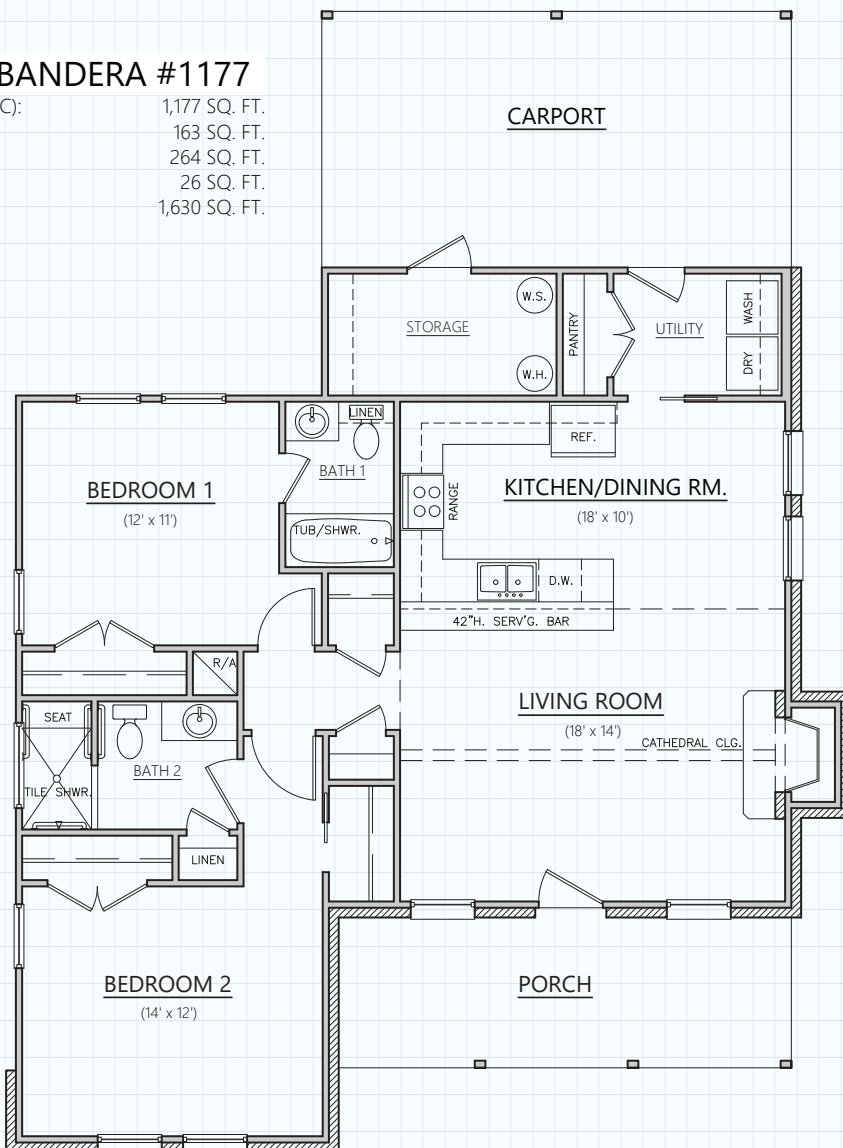 BANDERA #1177
C): 1,177 SQ. FT.
163 SQ. FT.
264 SQ. FT.
26 SQ. FT.
1,630 SQ. FT.
CARPORT
STORAGE
W.S.
W.H.
PANTRY
UTILITY
WASH
DRY
LINEN
BATH 1
TUB/SHWR.
BEDROOM 1
(12' x 11')
REF.
RANGE
KITCHEN/DINING RM.
(18' x 10')
D.W.
42"H. SERV'G. BAR
R/A
SEAT
TILE SHWR.
BATH 2
LINEN
LIVING ROOM
(18' x 14')
CATHEDRAL CLG.
BEDROOM 2
(14' x 12')
PORCH